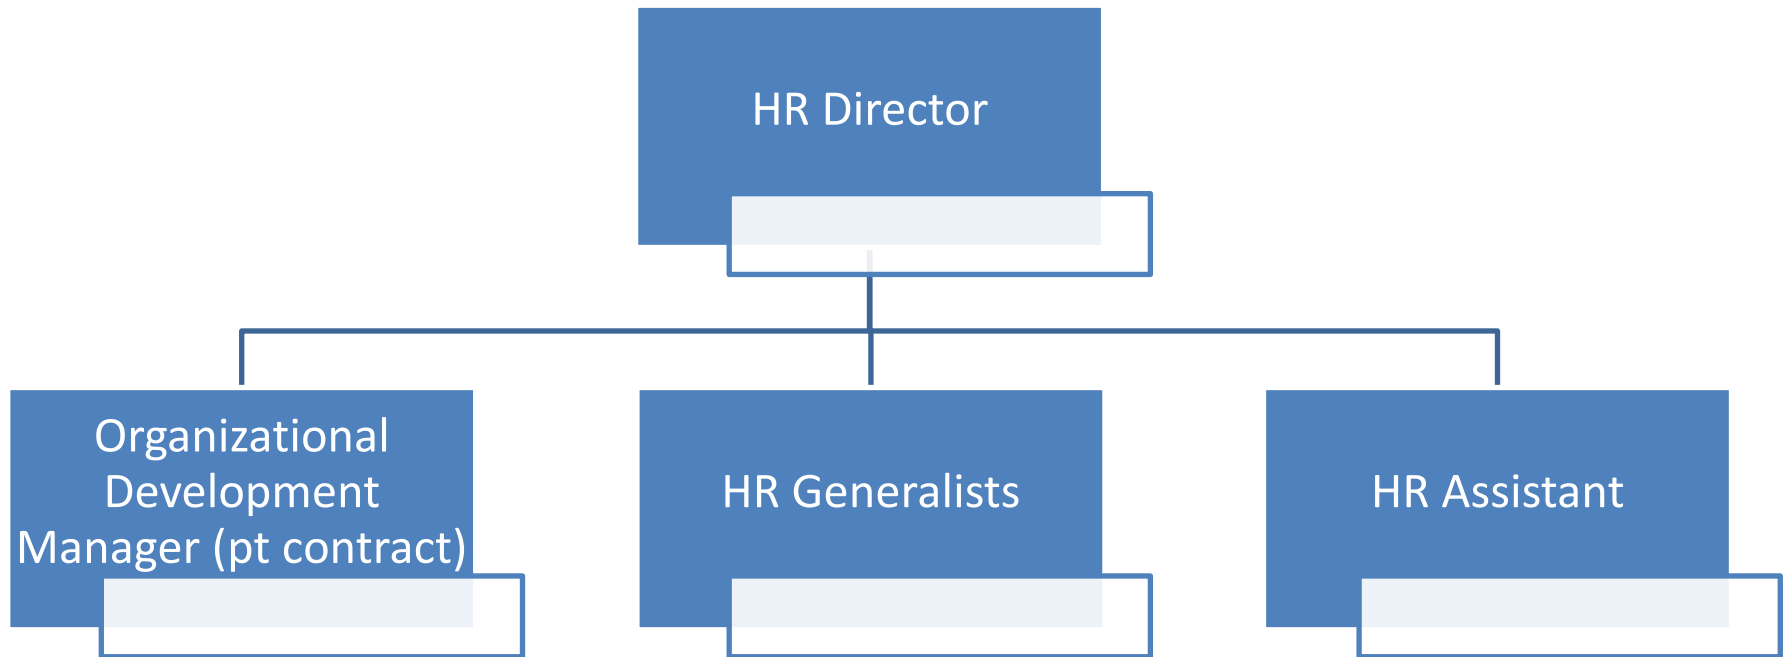 HR Director
Organizational
Development
Manager (pt contract)
HR Generalists
HR Assistant